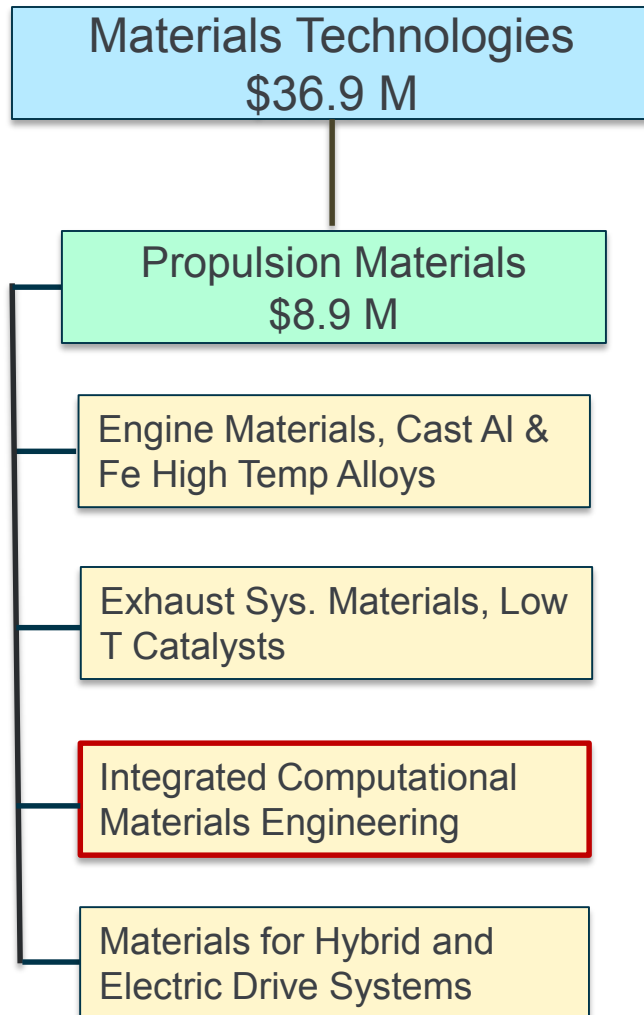 Materials Technologies
$36.9 M
Propulsion Materials
$8.9 M
Engine Materials, Cast Al &
Fe High Temp Alloys
Exhaust Sys. Materials, Low
T Catalysts
Integrated Computational
Materials Engineering
Materials for Hybrid and
Electric Drive Systems